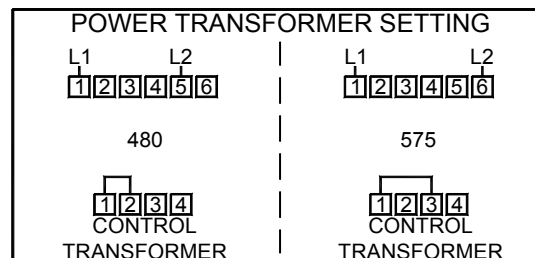 POWER TRANSFORMER SETTING
L1 L2
1 2 3 4 5 6
480
1 2 3 4
CONTROL
TRANSFORMER
L1 L2
1 2 3 4 5 6
575
1 2 3 4
CONTROL
TRANSFORMER